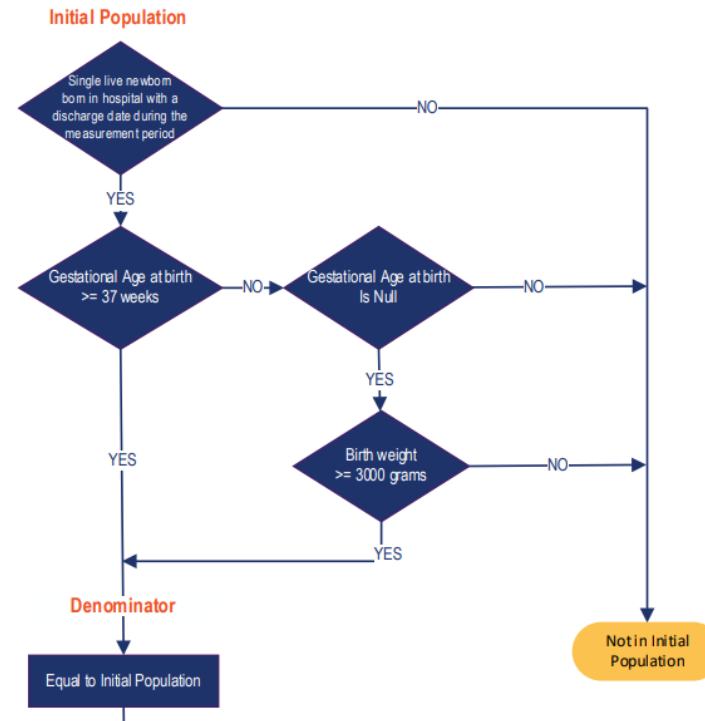 Initial Population
Single live newborn
born in hospital with a
discharge date during the
measurement period
NO
YES
Gestational Age at birth
>= 37 weeks
NO
Gestational Age at birth
Is Null
NO
YES
YES
Birth weight
>= 3000 grams
NO
YES
Denominator
Equal to Initial Population
Not in Initial
Population